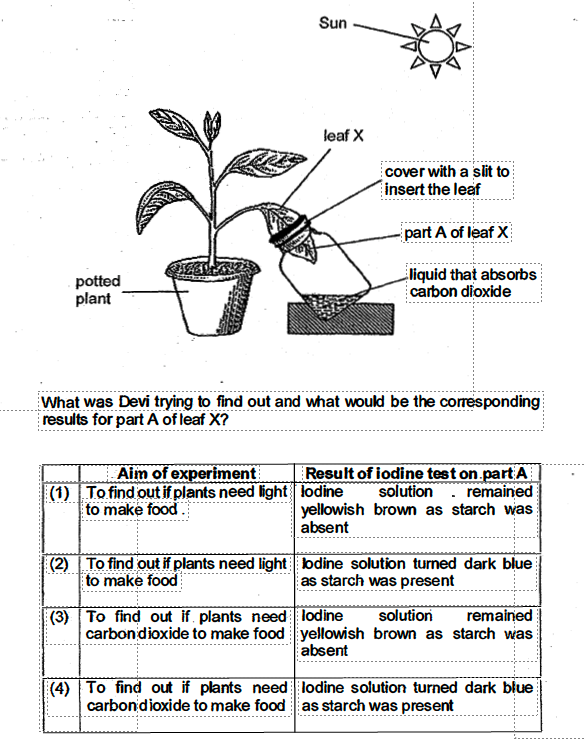 Sun
leaf X
cover with a slit to
insert the leaf
part A of leaf X
liquid that absorbs
carbon dioxide
potted
plant
What was Devi trying to find out and what would be the corresponding
results for part A of leaf X?
Aim of experiment Result of iodine test on part A
(1) To find out if plants need light Iodine solution . remained
to make food . yellowish brown as starch was
absent
(2) To find out if plants need light Iodine solution turned dark blue
to make food as starch was present
(3) To find out if plants need Iodine solution remained
carbon dioxide to make food yellowish brown as starch was
absent
(4) To find out if plants need Iodine solution turned dark blue
carbon dioxide to make food as starch was present